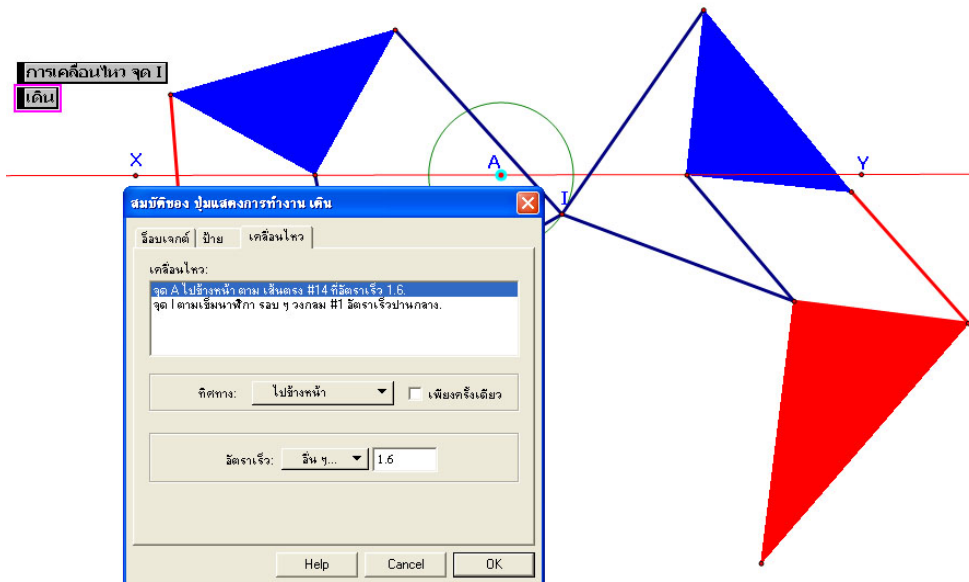 การเคลื่อนไหว จุด I
เดิน
X
A
Y
I
สมบัติของ ปุ่มแสดงการทำงาน เดิน
อ็อบเจกต์ ป้าย เคลื่อนไหว
เคลื่อนไหว:
จุด A ไปข้างหน้า ตาม เส้นตรง #14 ที่อัตราเร็ว 1.6.
จุด I ตามเข็มนาฬิกา รอบ ๆ วงกลม #1 อัตราเร็วปานกลาง.
ทิศทาง: ไปข้างหน้า เพียงครั้งเดียว
อัตราเร็ว: อื่น ๆ... 1.6
Help Cancel OK